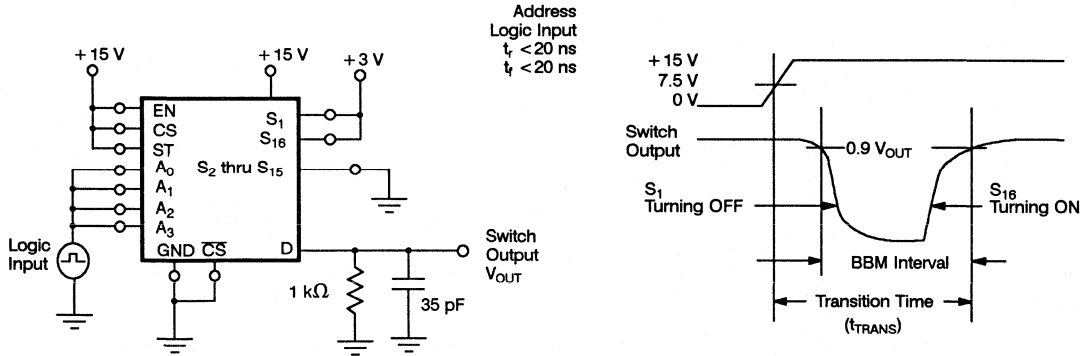 Address
Logic Input
tr < 20 ns
tf < 20 ns
+ 15 V
+ 15 V
+ 3 V
EN
CS
ST
A0
A1
A2
A3
S1
S16
S2 thru S15
GND
CS
D
Logic
Input
Switch
Output
VOUT
1 kΩ
35 pF
+ 15 V
7.5 V
0 V
Switch
Output
0.9 VOUT
S1
Turning OFF
S16
Turning ON
BBM Interval
Transition Time
(tTRANS)